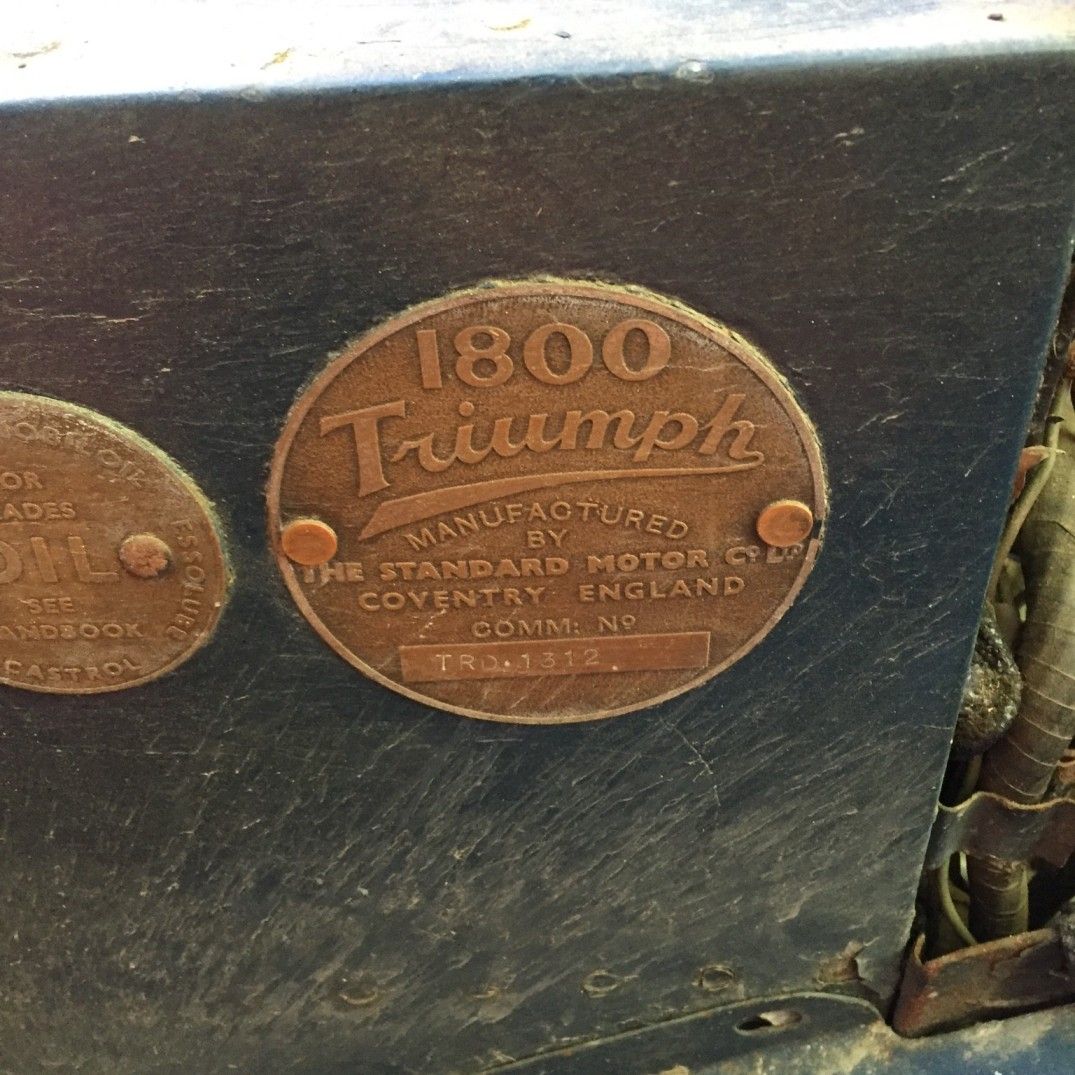 1800
Triumph
MANUFACTURED
BY
THE STANDARD MOTOR Cº Lᴰ
COVENTRY ENGLAND
COMM: Nº
TRD.1312
OR
ADES
OIL
SEE
ANDBOOK
CASTROL
ESSOLUBE